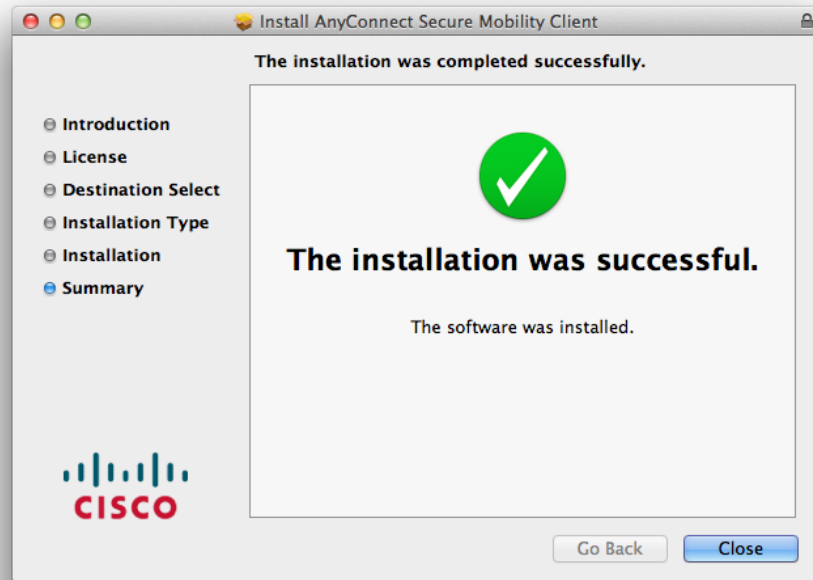 Install AnyConnect Secure Mobility Client
The installation was completed successfully.
Introduction
License
Destination Select
Installation Type
Installation
Summary
The installation was successful.
The software was installed.
CISCO
Go Back
Close